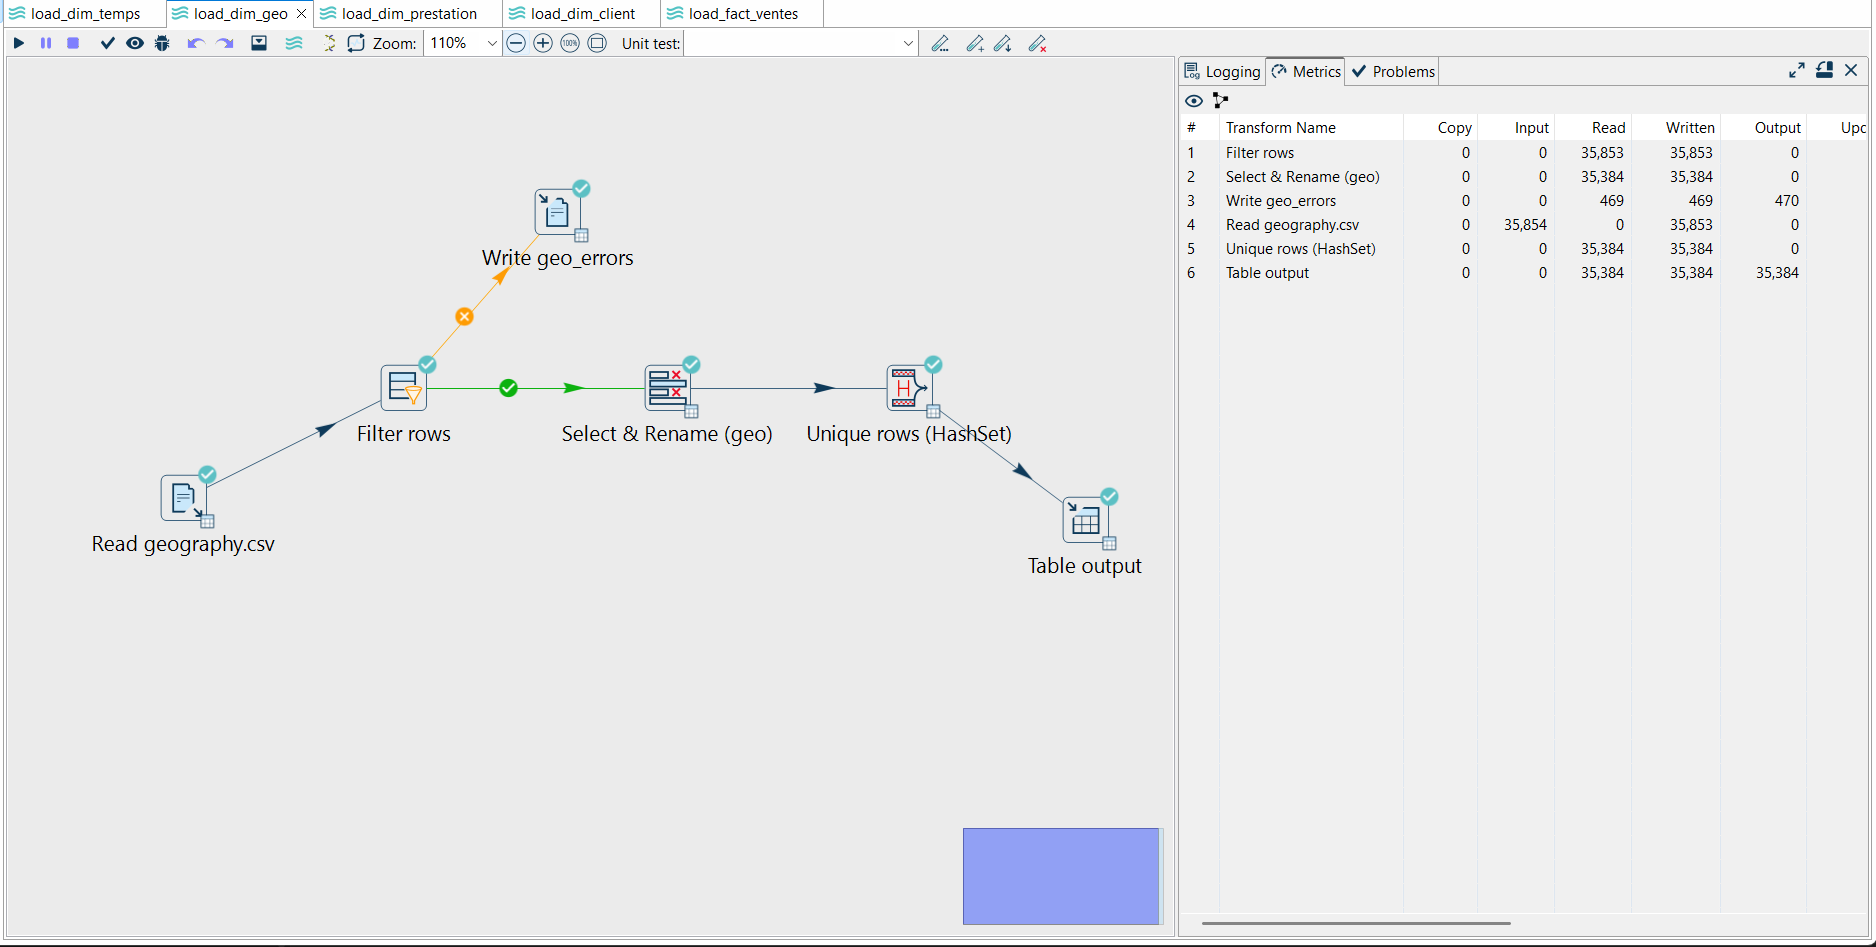 load_dim_temps load_dim_geo load_dim_prestation load_dim_client load_fact_ventes
Zoom: 110% 100% Unit test:
Write geo_errors
Filter rows Select & Rename (geo) Unique rows (HashSet)
Read geography.csv
Table output
Log Logging Metrics Problems
# Transform Name Copy Input Read Written Output Upc
1 Filter rows 0 0 35,853 35,853 0
2 Select & Rename (geo) 0 0 35,384 35,384 0
3 Write geo_errors 0 0 469 469 470
4 Read geography.csv 0 35,854 0 35,853 0
5 Unique rows (HashSet) 0 0 35,384 35,384 0
6 Table output 0 0 35,384 35,384 35,384